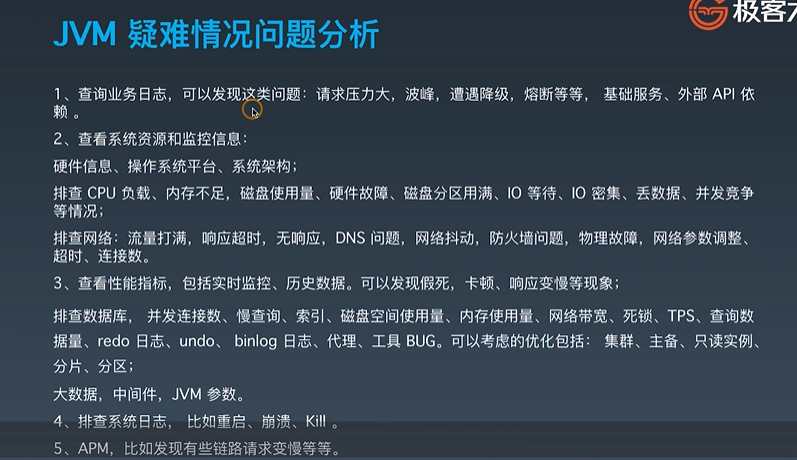 极客大
JVM 疑难情况问题分析
1、查询业务日志，可以发现这类问题：请求压力大，波峰，遭遇降级，熔断等等， 基础服务、外部 API 依
赖 。
2、查看系统资源和监控信息：
硬件信息、操作系统平台、系统架构；
排查 CPU 负载、内存不足，磁盘使用量、硬件故障、磁盘分区用满、IO 等待、IO 密集、丢数据、并发竞争
等情况；
排查网络：流量打满，响应超时，无响应，DNS 问题，网络抖动，防火墙问题，物理故障，网络参数调整、
超时、连接数。
3、查看性能指标，包括实时监控、历史数据。可以发现假死，卡顿、响应变慢等现象；
排查数据库， 并发连接数、慢查询、索引、磁盘空间使用量、内存使用量、网络带宽、死锁、TPS、查询数
据量、redo 日志、undo、 binlog 日志、代理、工具 BUG。可以考虑的优化包括： 集群、主备、只读实例、
分片、分区；
大数据，中间件，JVM 参数。
4、排查系统日志， 比如重启、崩溃、Kill 。
5、APM，比如发现有些链路请求变慢等等。